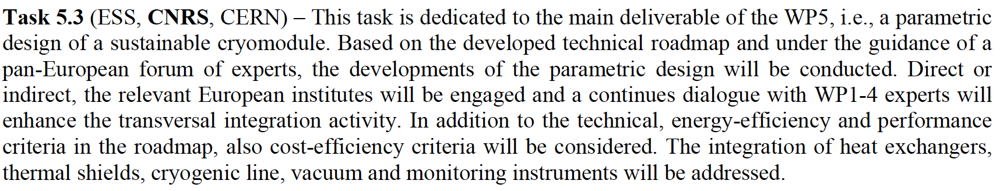 Task 5.3 (ESS, CNRS, CERN) – This task is dedicated to the main deliverable of the WP5, i.e., a parametric
design of a sustainable cryomodule. Based on the developed technical roadmap and under the guidance of a
pan-European forum of experts, the developments of the parametric design will be conducted. Direct or
indirect, the relevant European institutes will be engaged and a continues dialogue with WP1-4 experts will
enhance the transversal integration activity. In addition to the technical, energy-efficiency and performance
criteria in the roadmap, also cost-efficiency criteria will be considered. The integration of heat exchangers,
thermal shields, cryogenic line, vacuum and monitoring instruments will be addressed.